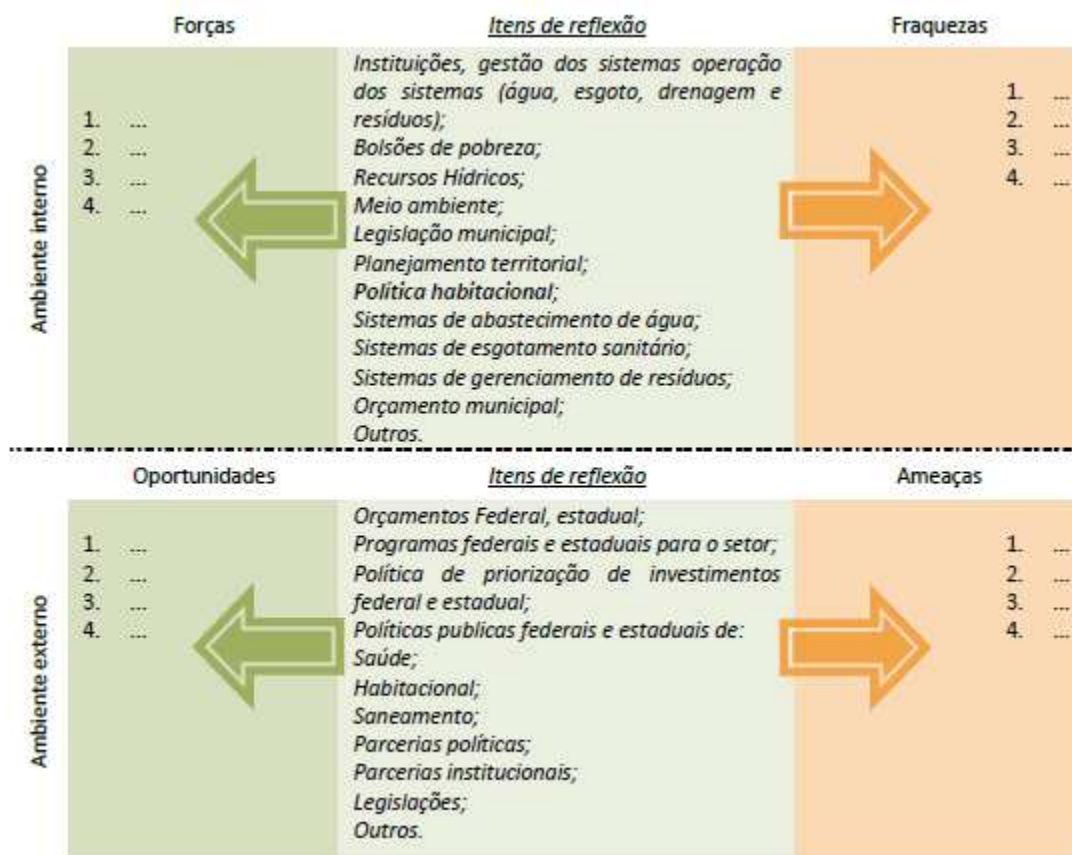 Forças
Itens de reflexão
Fraquezas
Ambiente interno
1. ...
2. ...
3. ...
4. ...
Instituições, gestão dos sistemas operação
dos sistemas (água, esgoto, drenagem e
resíduos);
Bolsões de pobreza;
Recursos Hídricos;
Meio ambiente;
Legislação municipal;
Planejamento territorial;
Política habitacional;
Sistemas de abastecimento de água;
Sistemas de esgotamento sanitário;
Sistemas de gerenciamento de resíduos;
Orçamento municipal;
Outros.
1. ...
2. ...
3. ...
4. ...
Oportunidades
Itens de reflexão
Ameaças
Ambiente externo
1. ...
2. ...
3. ...
4. ...
Orçamentos Federal, estadual;
Programas federais e estaduais para o setor;
Política de priorização de investimentos
federal e estadual;
Políticas publicas federais e estaduais de:
Saúde;
Habitacional;
Saneamento;
Parcerias políticas;
Parcerias institucionais;
Legislações;
Outros.
1. ...
2. ...
3. ...
4. ...